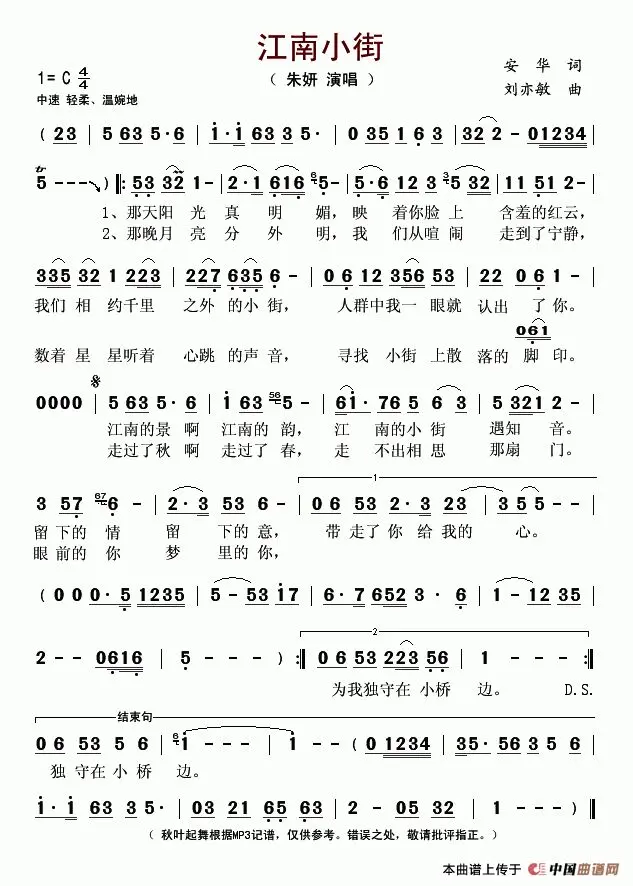 江南小街
1= C 4/4
（ 朱妍 演唱 ）
安 华 词
刘亦敏 曲
中速 轻柔、温婉地
( 23 | 5 63 5·6 | i·i 63 3·5 | 0 35 1 6 3 | 32 2 - 01234 |
5 - - - ) ‖: 53 32 1 - | 2·1 616 5 - | 5·6 12 3 5 32 | 11 51 2 - |
1、那天阳 光 真 明 媚，映 着你脸 上 含羞的红云，
2、那晚月 亮 分 外 明，我 们从喧 闹 走到了宁静，
335 32 1 223 | 227 635 6 - | 0 6 12 356 53 | 22 0 6 1 - |
我们 相 约千里 之外 的小 街， 人群中我一 眼就 认出 了 你。
061
数着 星 星听着 心跳 的声 音， 寻找 小街 上散 落的 脚 印。
0000 | 5 63 5·6 | i 63 5 - | 6i·76 5 6 3 | 5 321 2 - |
江南的景 啊 江南的 韵， 江 南的小 街 遇知 音。
走过了秋 啊 走过了 春， 走 不出相 思 那扇 门。
1
3 57 6 - | 2·3 53 6 | 0 53 2·3 23 | 3 5 5 - |
留 下的 情 留 下的 意， 带 走了 你 给 我的 心。
眼 前的 你 梦 里的 你，
( 0 0 0·5 1235 | 5 - 53 i7 | 6·7 652 3·6 | 1 - 12 35 |
2
2 - - 0616 | 5 - - ) :‖ 0 6 53 223 56 | 1 - - - :‖
为我独守在 小桥 边。 D.S.
结束句
0 6 53 5 6 | i - - - | i - - ( 0 1234 | 35·56 35 6 |
独 守在 小 桥 边。
i·i 63 3 5· | 0 35 16 65 63 | 2 - 05 32 | 1 - - - ) ‖
（ 秋叶起舞根据MP3记谱，仅供参考。错误之处，敬请批评指正。）
本曲谱上传于 中国曲谱网